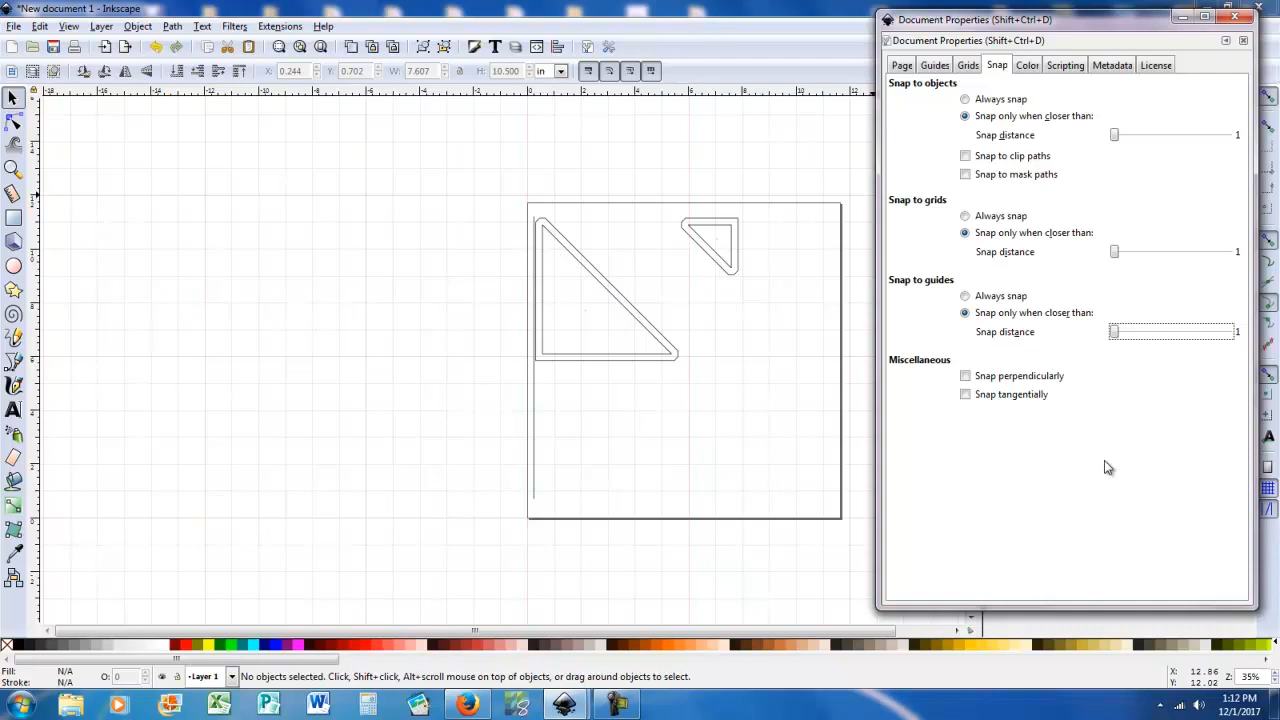 *New document 1 - Inkscape
File Edit View Layer Object Path Text Filters Extensions Help
X: 0.244 Y: 0.702 W: 7.607 H: 10.500 in
Document Properties (Shift+Ctrl+D)
Document Properties (Shift+Ctrl+D)
Page Guides Grids Snap Color Scripting Metadata License
Snap to objects
Always snap
Snap only when closer than:
Snap distance 1
Snap to clip paths
Snap to mask paths
Snap to grids
Always snap
Snap only when closer than:
Snap distance 1
Snap to guides
Always snap
Snap only when closer than:
Snap distance 1
Miscellaneous
Snap perpendicularly
Snap tangentially
Fill: N/A
Stroke: N/A
O: 0
Layer 1
No objects selected. Click, Shift+click, Alt+scroll mouse on top of objects, or drag around objects to select.
X: 12.86
Y: 12.02
Z: 35%
1:12 PM
12/1/2017